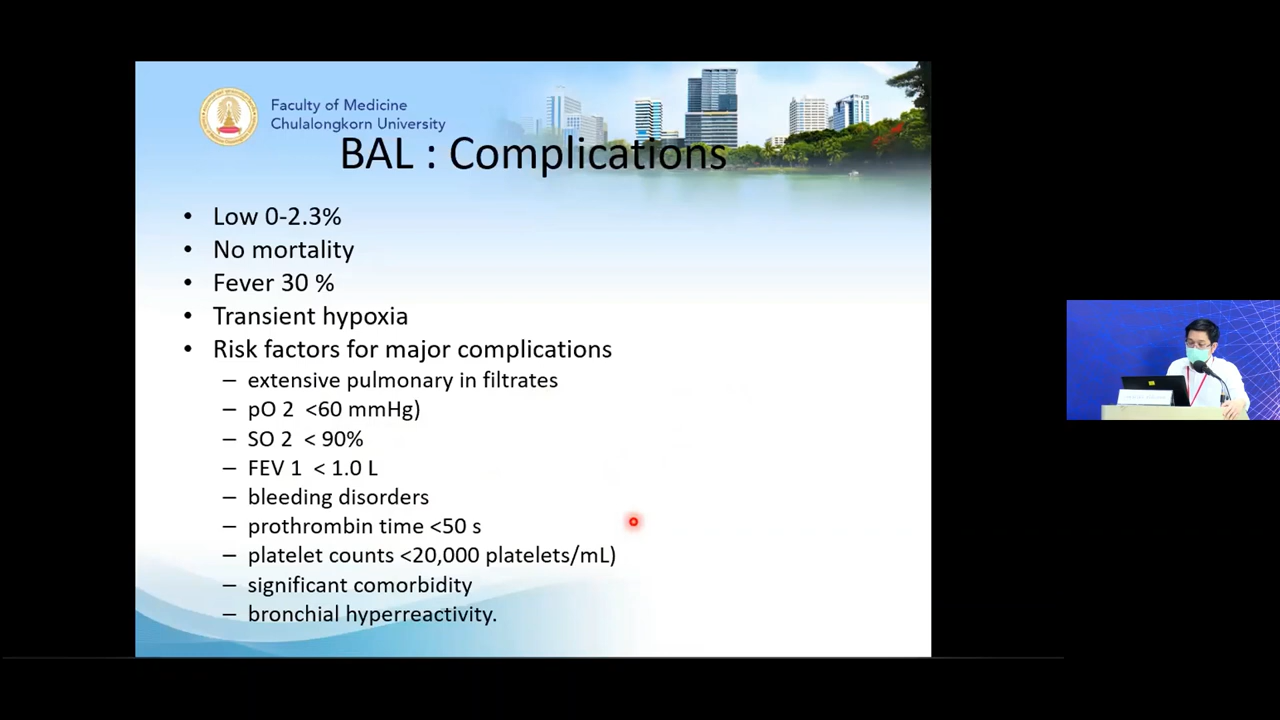 Faculty of Medicine
Chulalongkorn University
BAL : Complications
• Low 0-2.3%
• No mortality
• Fever 30 %
• Transient hypoxia
• Risk factors for major complications
– extensive pulmonary in filtrates
– pO 2 <60 mmHg)
– SO 2 < 90%
– FEV 1 < 1.0 L
– bleeding disorders
– prothrombin time <50 s
– platelet counts <20,000 platelets/mL)
– significant comorbidity
– bronchial hyperreactivity.